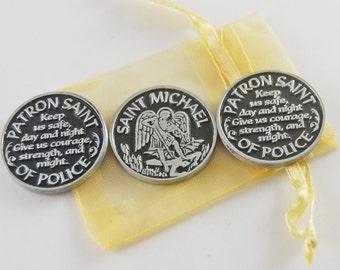 PATRON SAINT
Keep
us safe,
day and night.
Give us courage,
strength, and
might.
OF POLICE
SAINT MICHAEL
PATRON SAINT
Keep
us safe,
day and night.
Give us courage,
strength, and
might.
OF POLICE